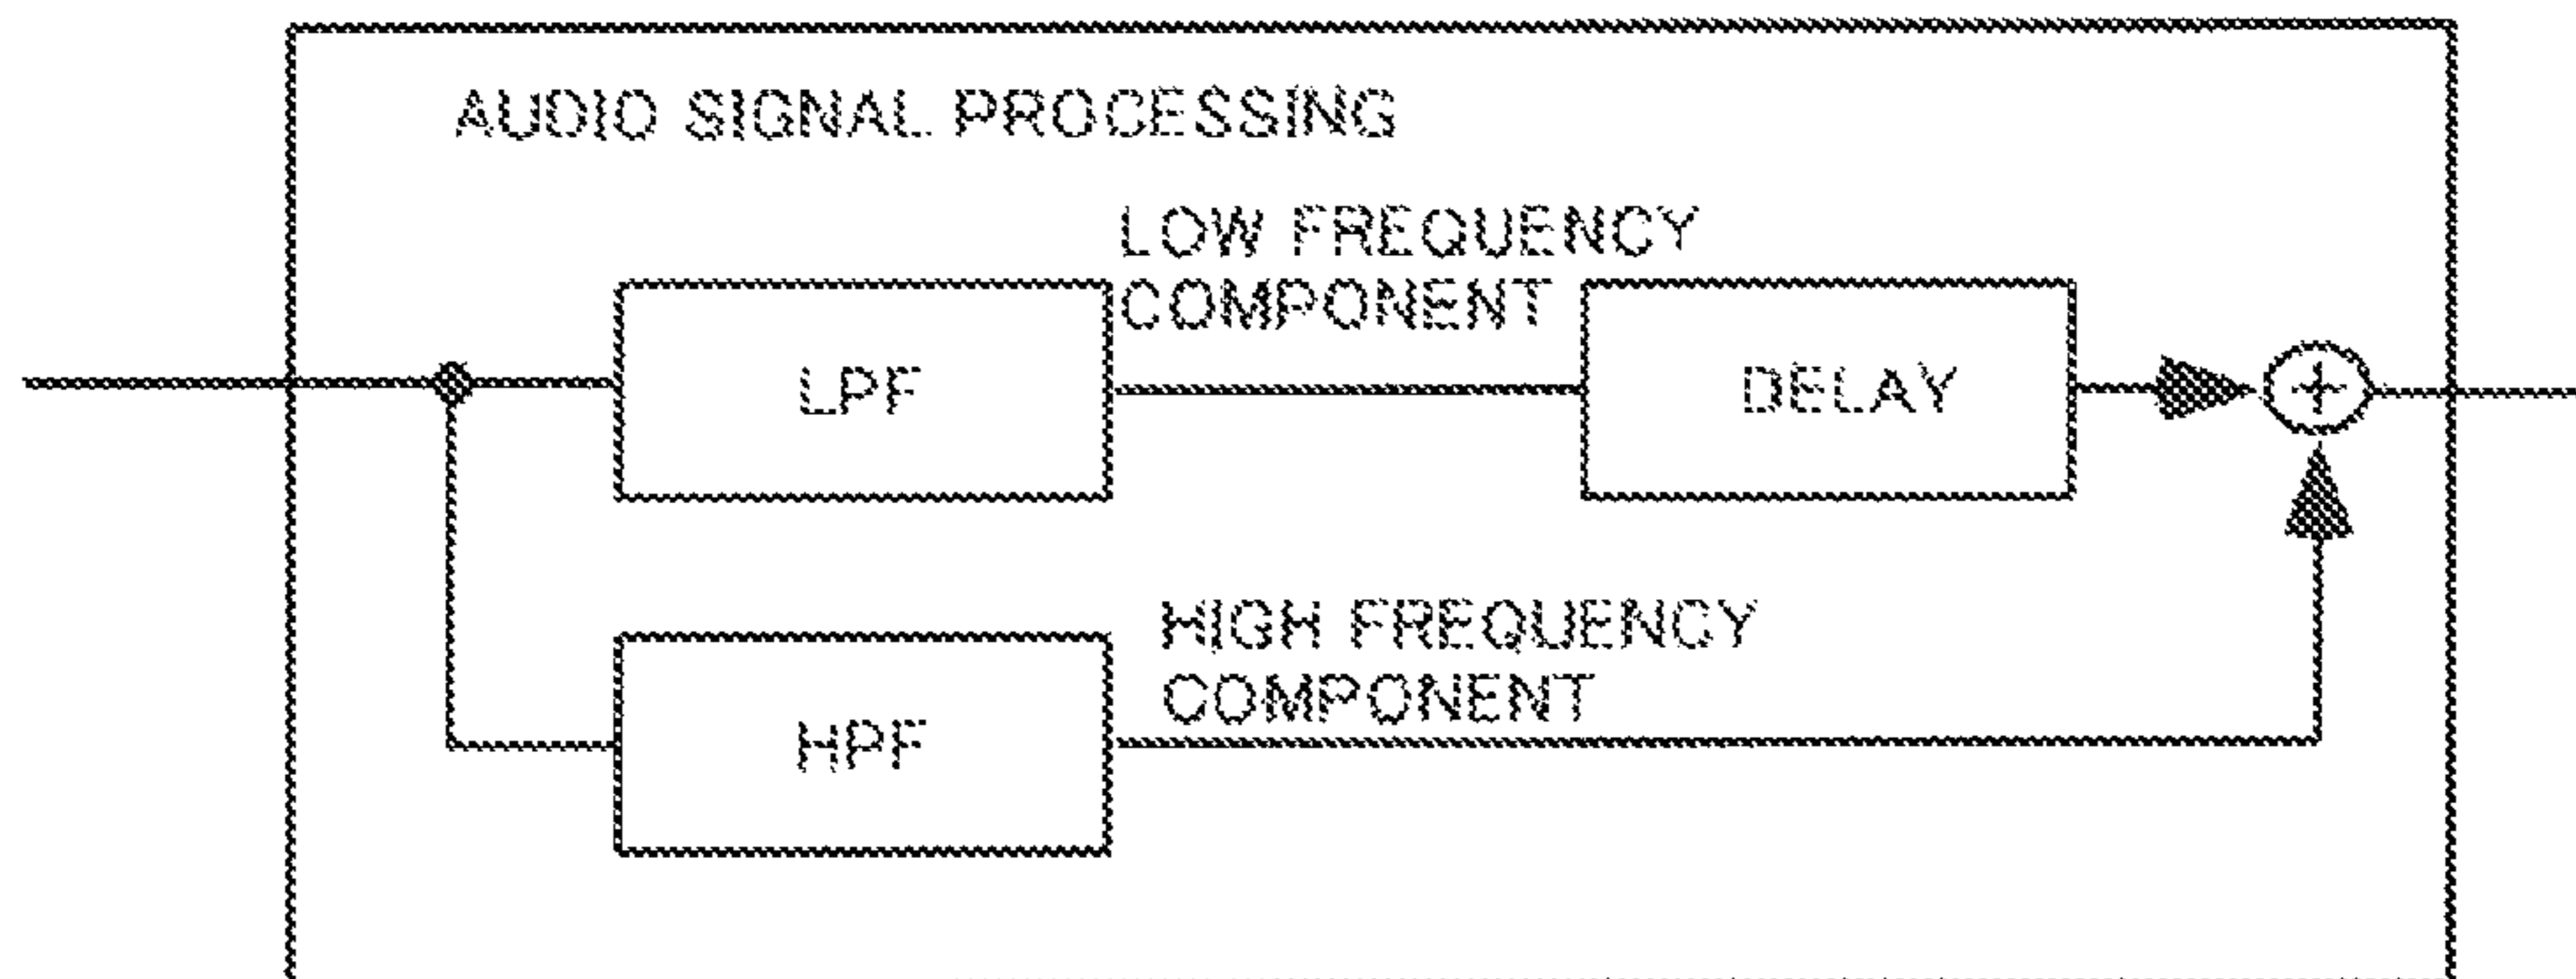 AUDIO SIGNAL PROCESSING
LOW FREQUENCY
COMPONENT
LPF
DELAY
+
HIGH FREQUENCY
COMPONENT
HPF